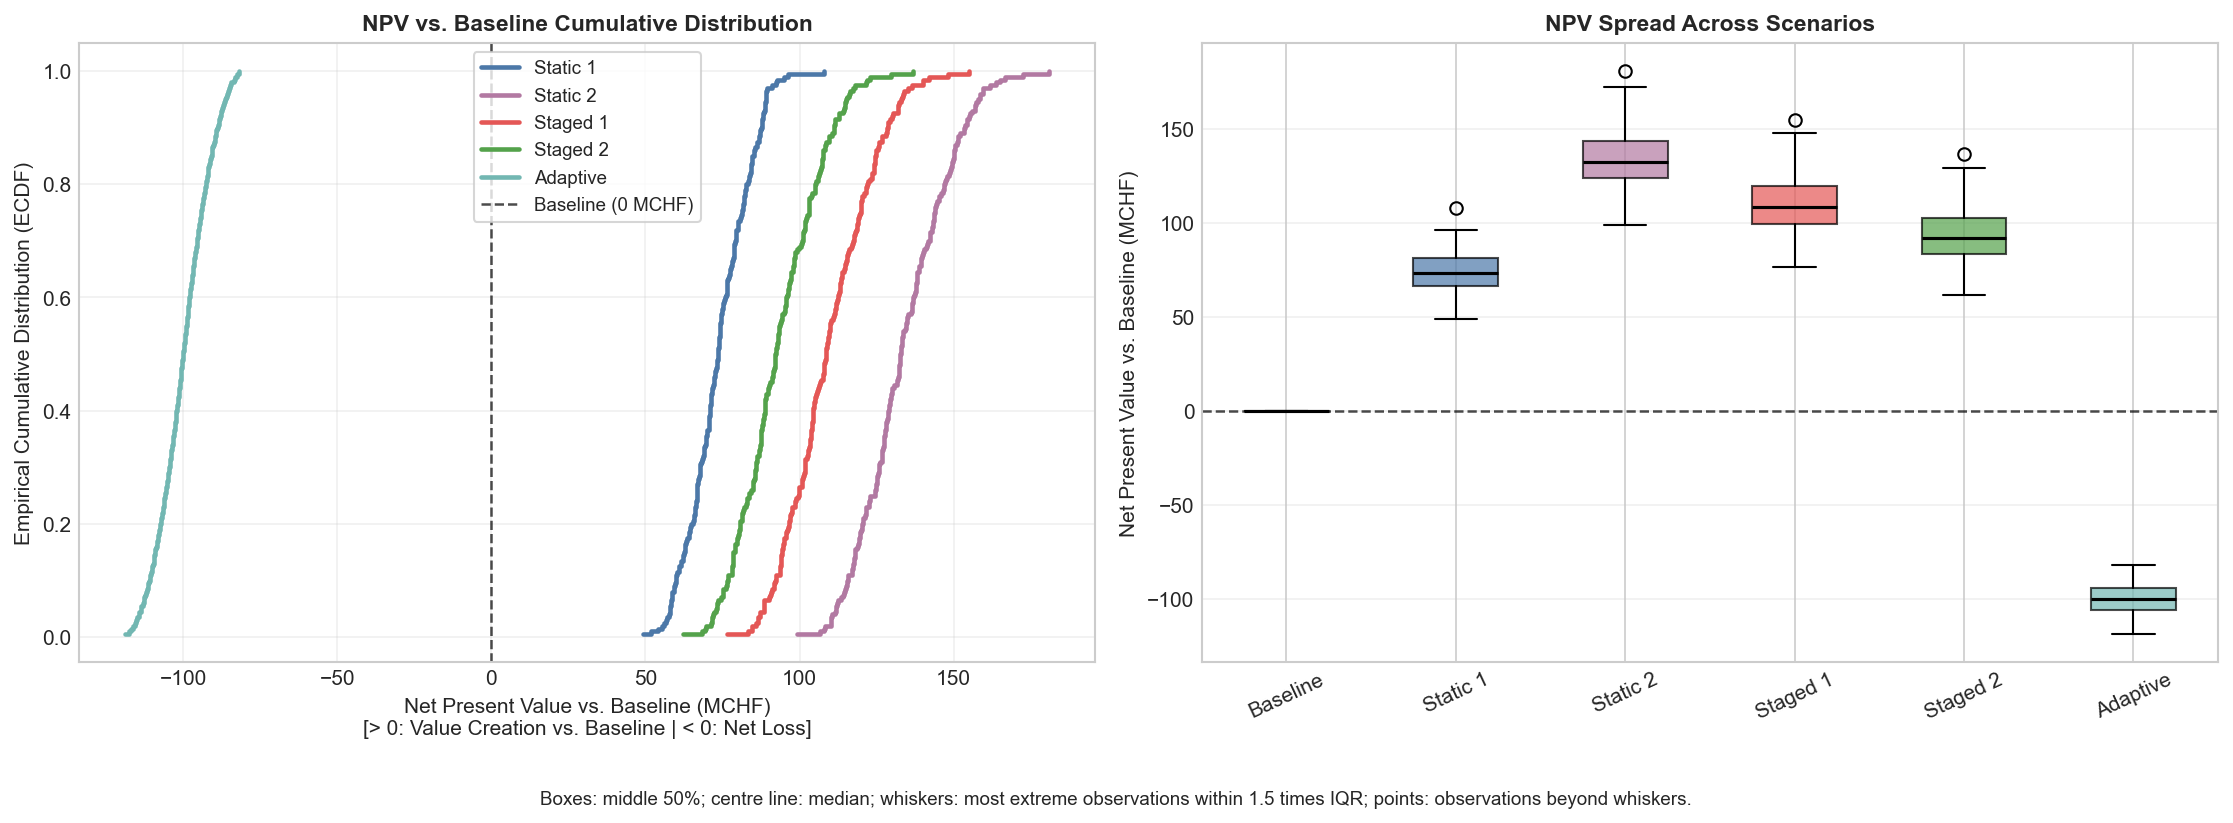 NPV vs. Baseline Cumulative Distribution
Empirical Cumulative Distribution (ECDF)
1.0
0.8
0.6
0.4
0.2
0.0
Static 1
Static 2
Staged 1
Staged 2
Adaptive
Baseline (0 MCHF)
−100
−50
0
50
100
150
Net Present Value vs. Baseline (MCHF)
[> 0: Value Creation vs. Baseline | < 0: Net Loss]
NPV Spread Across Scenarios
Net Present Value vs. Baseline (MCHF)
150
100
50
0
−50
−100
Baseline
Static 1
Static 2
Staged 1
Staged 2
Adaptive
Boxes: middle 50%; centre line: median; whiskers: most extreme observations within 1.5 times IQR; points: observations beyond whiskers.